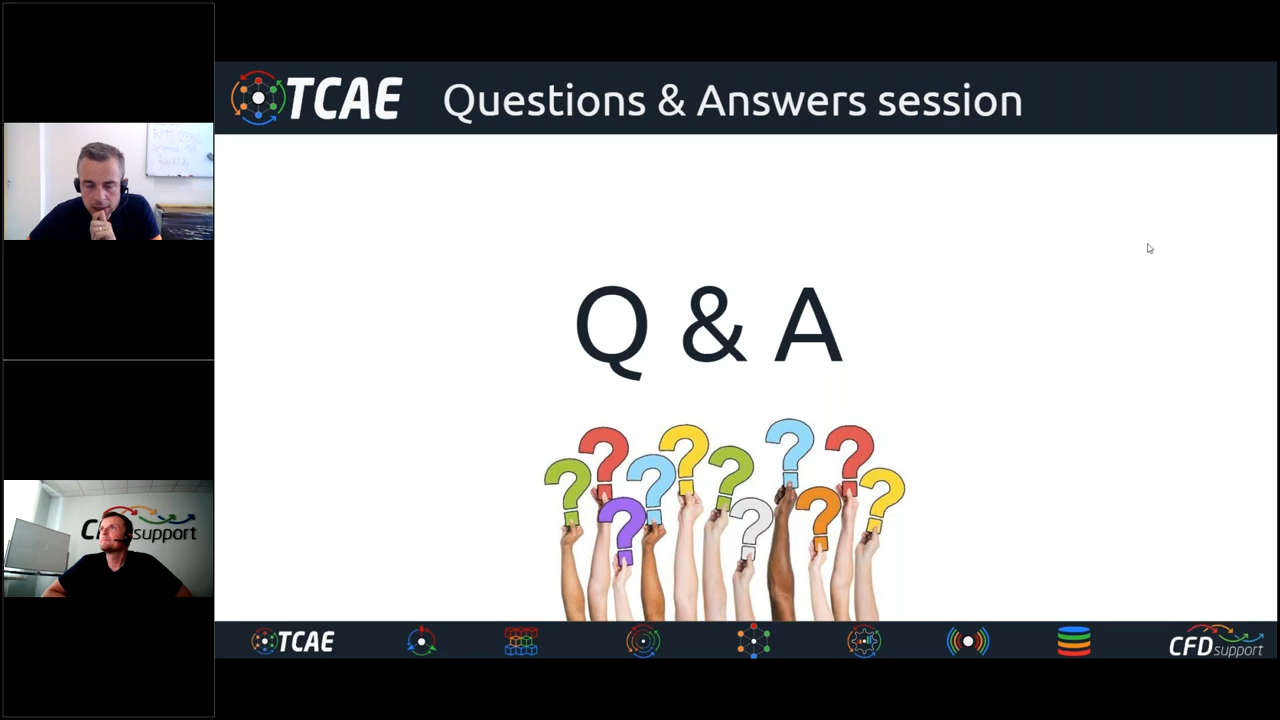 TCAE
Questions & Answers session
Q & A
TCAE
CFD support